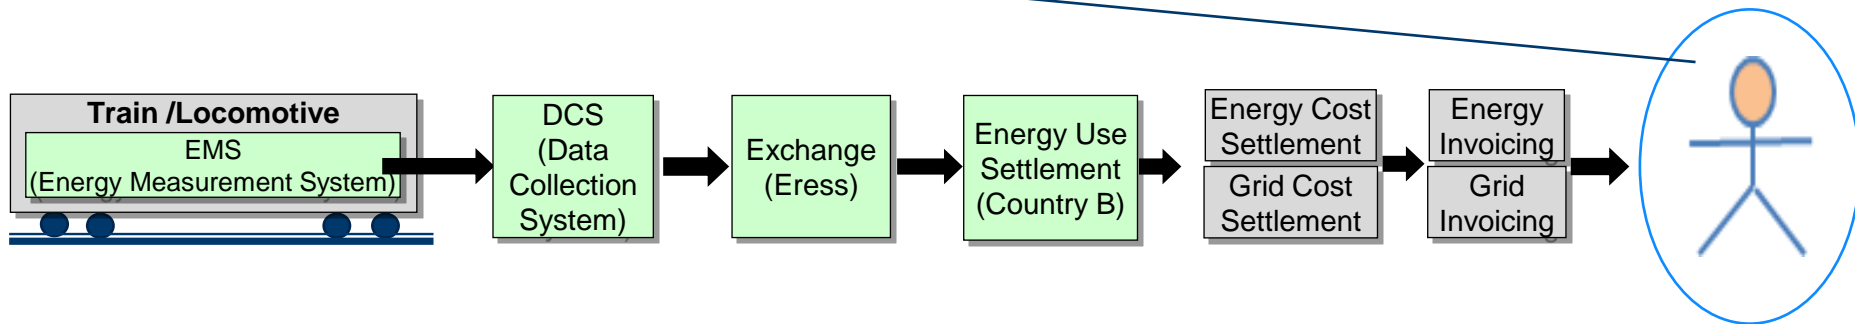 Train /Locomotive
EMS
(Energy Measurement System)
DCS
(Data
Collection
System)
Exchange
(Eress)
Energy Use
Settlement
(Country B)
Energy Cost
Settlement
Grid Cost
Settlement
Energy
Invoicing
Grid
Invoicing